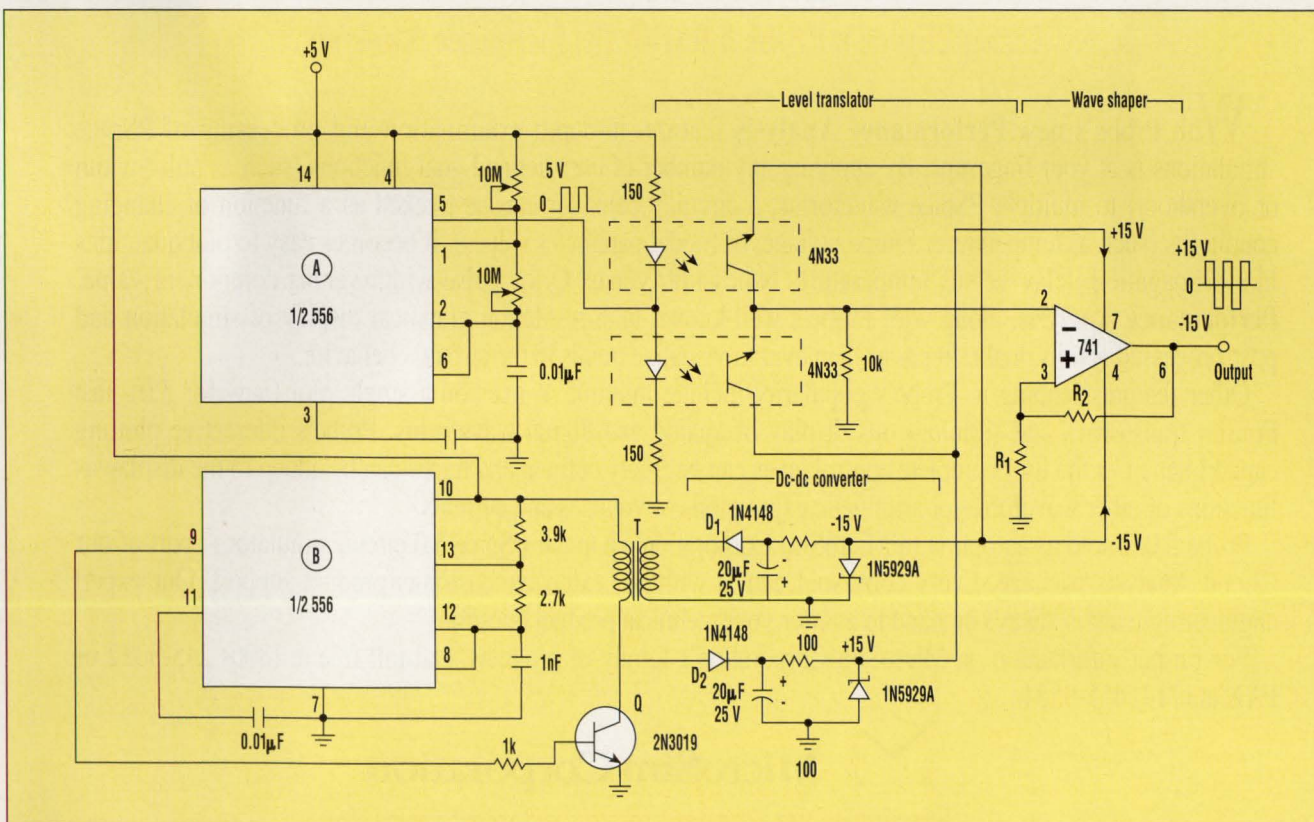 +5 V
Level translator
Wave shaper
14
4
10M
5
5 V
0
150
A
1
1/2 556
10M
2
6
3
0.01µF
4N33
4N33
10k
150
+15 V
2
7
741
3
4
6
+15 V
0
-15 V
Output
R2
R1
-15 V
Dc-dc converter
10
9
3.9k
13
B
1/2 556
11
2.7k
12
8
1nF
7
0.01µF
T
D1
1N4148
-15 V
20µF
25 V
-
+
1N5929A
1N4148
D2
100
+15 V
20µF
25 V
+
-
1N5929A
100
Q
2N3019
1k